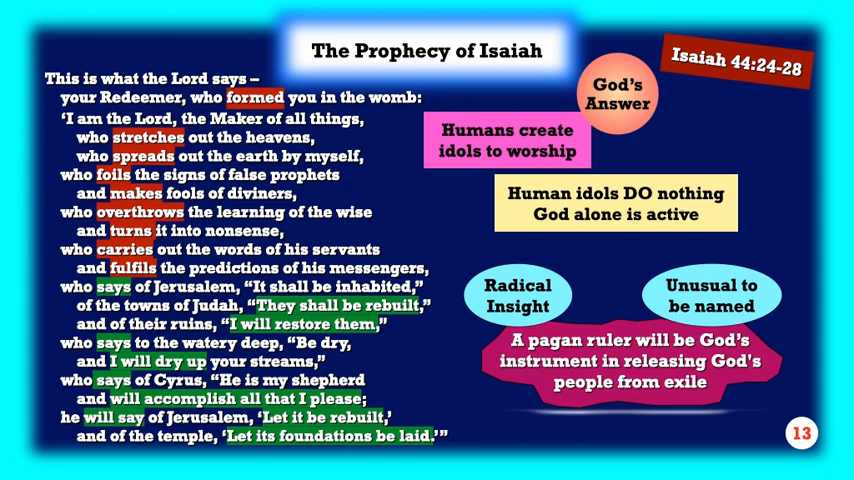 The Prophecy of Isaiah
Isaiah 44:24-28
This is what the Lord says –
your Redeemer, who formed you in the womb:
‘I am the Lord, the Maker of all things,
who stretches out the heavens,
who spreads out the earth by myself,
who foils the signs of false prophets
and makes fools of diviners,
who overthrows the learning of the wise
and turns it into nonsense,
who carries out the words of his servants
and fulfils the predictions of his messengers,
who says of Jerusalem, “It shall be inhabited,”
of the towns of Judah, “They shall be rebuilt,”
and of their ruins, “I will restore them,”
who says to the watery deep, “Be dry,
and I will dry up your streams,”
who says of Cyrus, “He is my shepherd
and will accomplish all that I please;
he will say of Jerusalem, ‘Let it be rebuilt,’
and of the temple, ‘Let its foundations be laid.’”
God’s
Answer
Humans create
idols to worship
Human idols DO nothing
God alone is active
Radical
Insight
Unusual to
be named
A pagan ruler will be God’s
instrument in releasing God's
people from exile
13